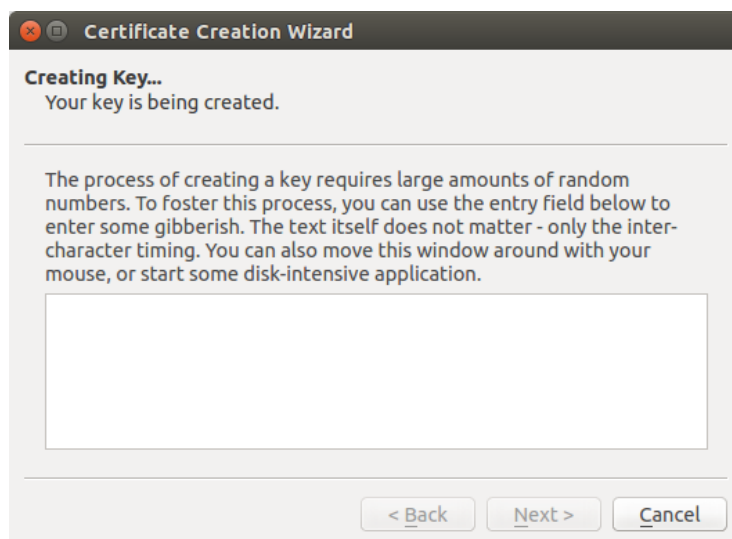 Certificate Creation Wizard
Creating Key...
Your key is being created.
The process of creating a key requires large amounts of random
numbers. To foster this process, you can use the entry field below to
enter some gibberish. The text itself does not matter - only the inter-
character timing. You can also move this window around with your
mouse, or start some disk-intensive application.
< Back
Next >
Cancel